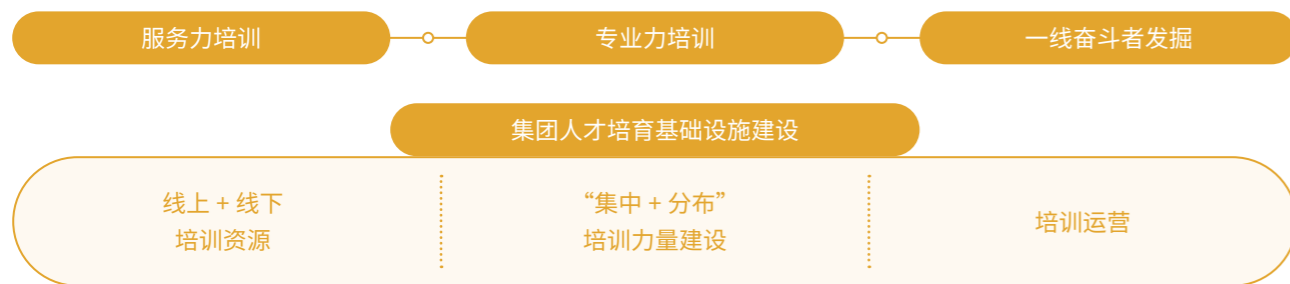 服务力培训
专业力培训
一线奋斗者发掘
集团人才培育基础设施建设
线上 + 线下
培训资源
“集中 + 分布”
培训力量建设
培训运营